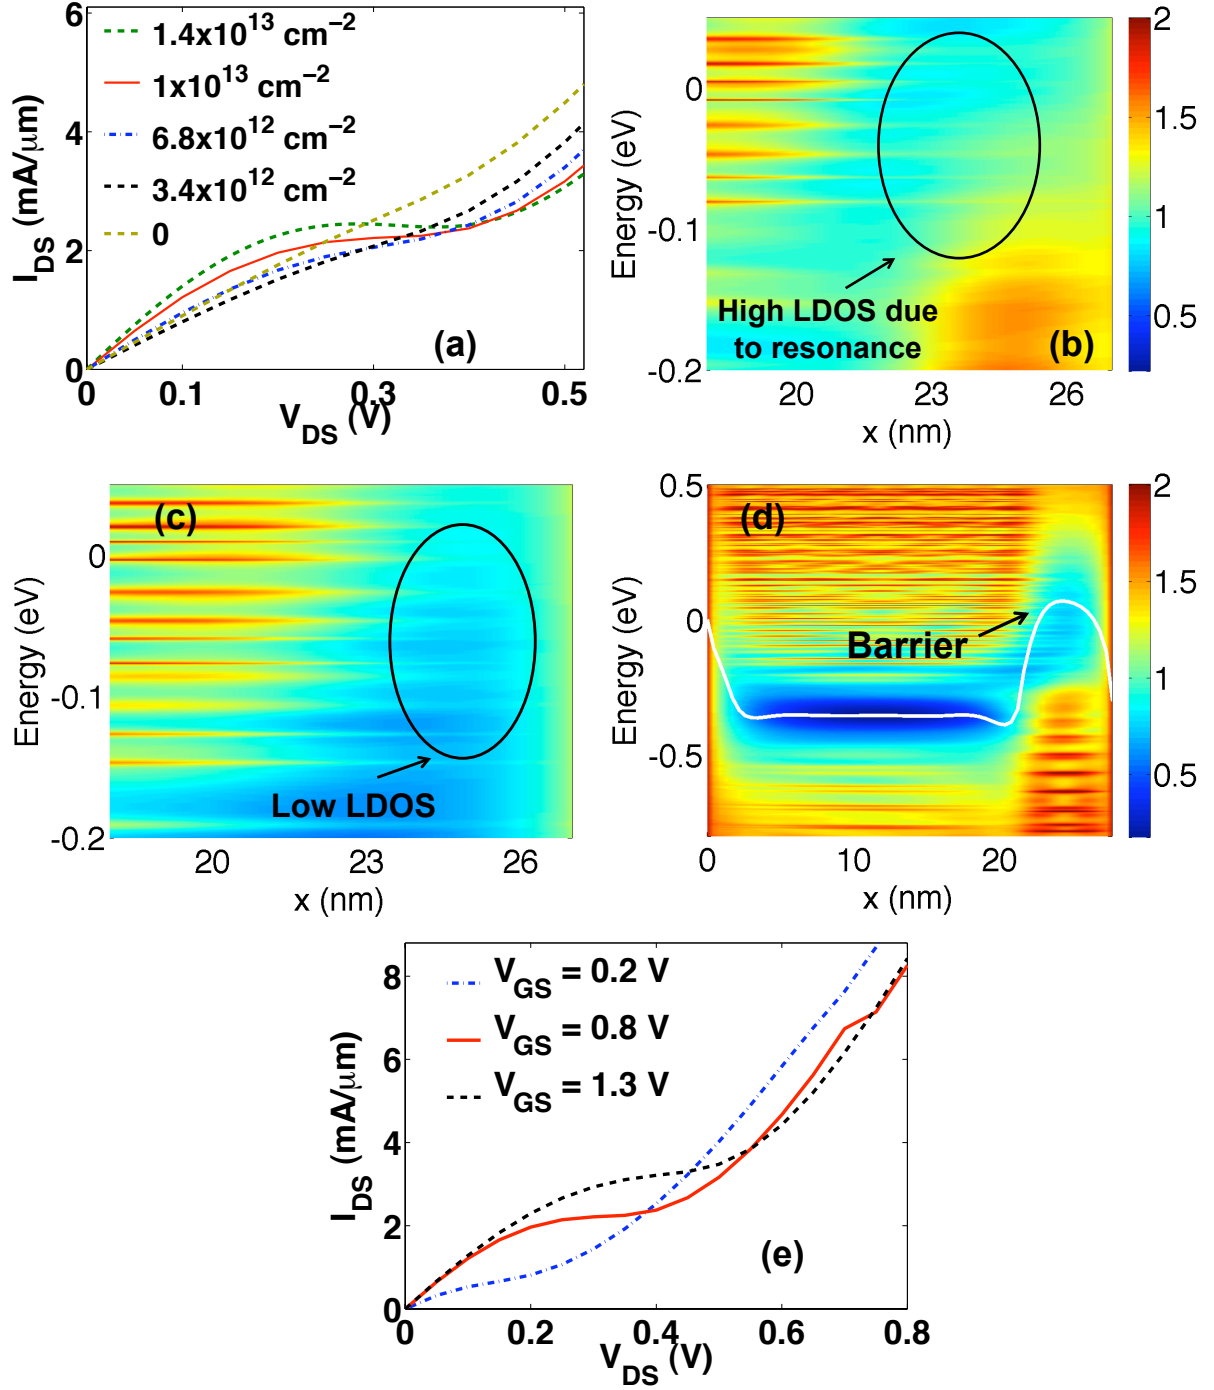 6
4
2
0
I_DS (mA/μm)
1.4x10^13 cm^−2
1x10^13 cm^−2
6.8x10^12 cm^−2
3.4x10^12 cm^−2
0
(a)
0 0.1 0.3 0.5
V_DS (V)
0
-0.1
-0.2
Energy (eV)
High LDOS due
to resonance
(b)
20 23 26
x (nm)
2
1.5
1
0.5
(c)
0
-0.1
-0.2
Energy (eV)
Low LDOS
20 23 26
x (nm)
(d)
0.5
0
-0.5
Energy (eV)
Barrier
0 10 20
x (nm)
2
1.5
1
0.5
8
6
4
2
0
I_DS (mA/μm)
V_GS = 0.2 V
V_GS = 0.8 V
V_GS = 1.3 V
(e)
0 0.2 0.4 0.6 0.8
V_DS (V)